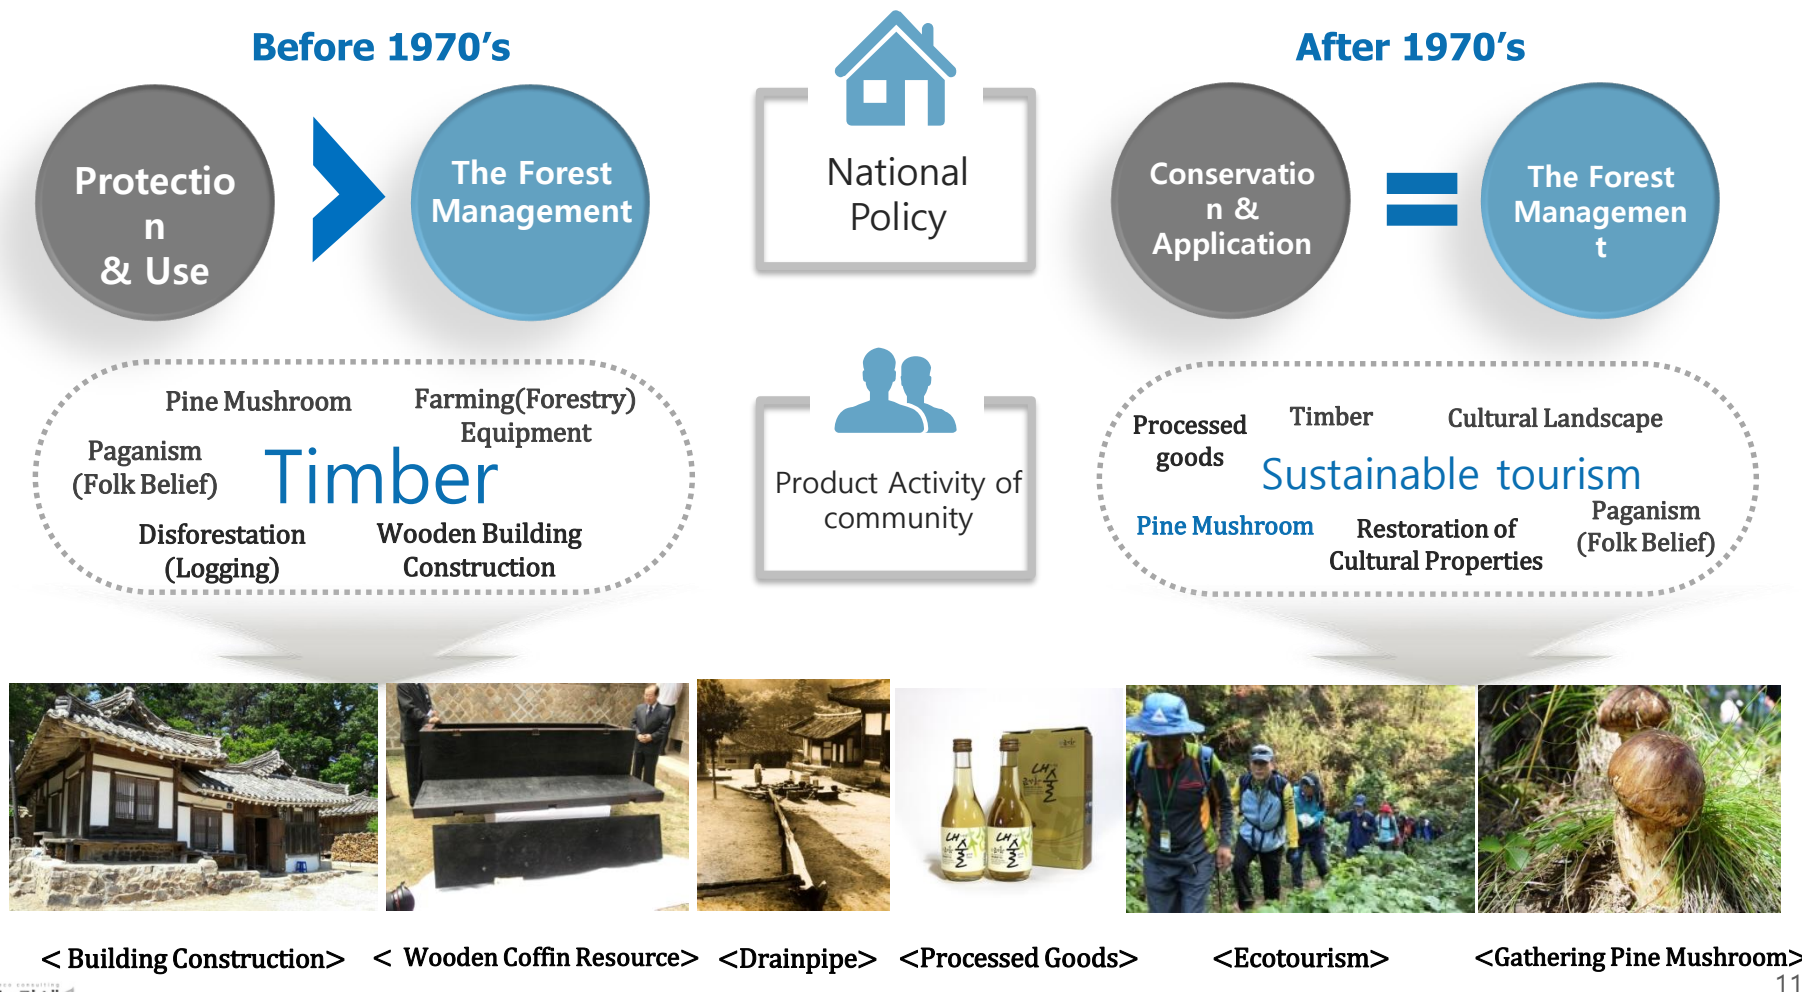 Before 1970's
After 1970's
Protectio
n
& Use
The Forest
Management
National
Policy
Conservatio
n &
Application
The Forest
Managemen
t
Pine Mushroom
Farming(Forestry)
Equipment
Paganism
(Folk Belief)
Timber
Disforestation
(Logging)
Wooden Building
Construction
Product Activity of
community
Processed
goods
Timber
Cultural Landscape
Sustainable tourism
Pine Mushroom
Restoration of
Cultural Properties
Paganism
(Folk Belief)
< Building Construction>
< Wooden Coffin Resource>
<Drainpipe>
<Processed Goods>
<Ecotourism>
<Gathering Pine Mushroom>
eco consulting
11